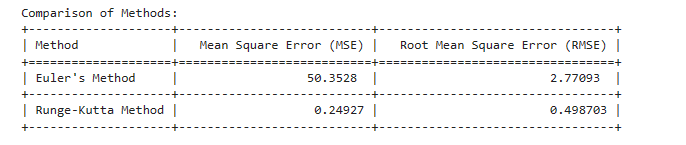 Comparison of Methods:
| Method | Mean Square Error (MSE) | Root Mean Square Error (RMSE) |
| Euler's Method | 50.3528 | 2.77093 |
| Runge-Kutta Method | 0.24927 | 0.498703 |